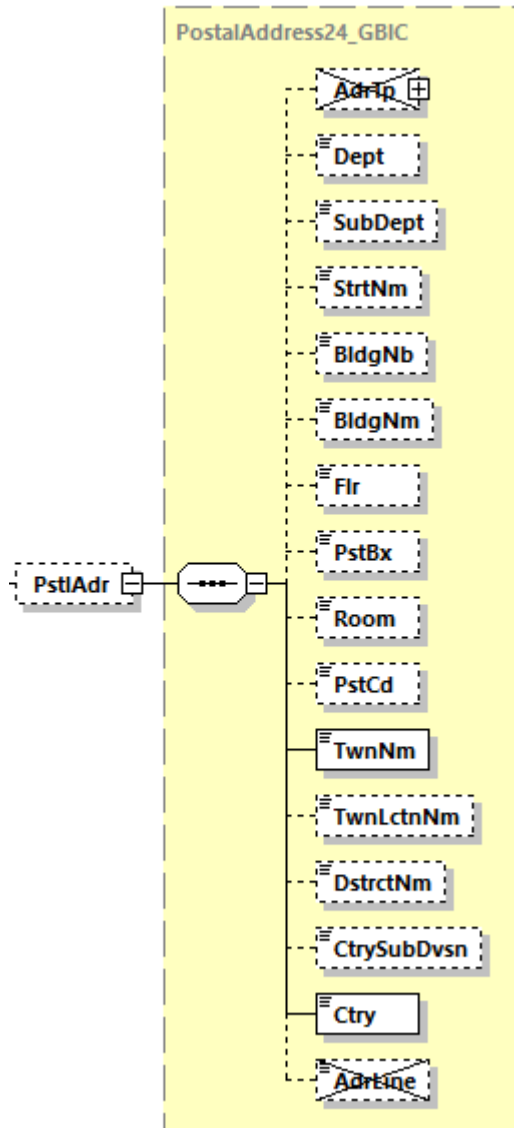 PostalAddress24_GBIC
AdrTp
Dept
SubDept
StrtNm
BldgNb
BldgNm
Flr
PstBx
PstlAdr
Room
PstCd
TwnNm
TwnLctnNm
DstrctNm
CtrySubDvsn
Ctry
AdrLine